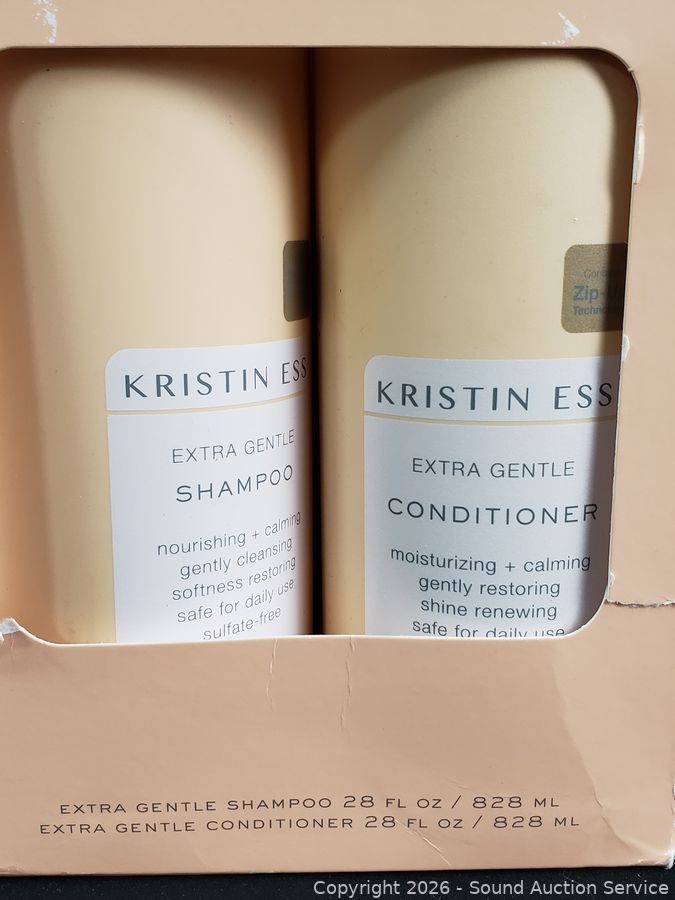 KRISTIN ESS
EXTRA GENTLE
SHAMPOO
nourishing + calming
gently cleansing
softness restoring
safe for daily use
sulfate-free
Zip-
KRISTIN ESS
EXTRA GENTLE
CONDITIONER
moisturizing + calming
gently restoring
shine renewing
safe for daily use
EXTRA GENTLE SHAMPOO 28 FL OZ / 828 ML
EXTRA GENTLE CONDITIONER 28 FL OZ / 828 ML
Copyright 2026 - Sound Auction Service